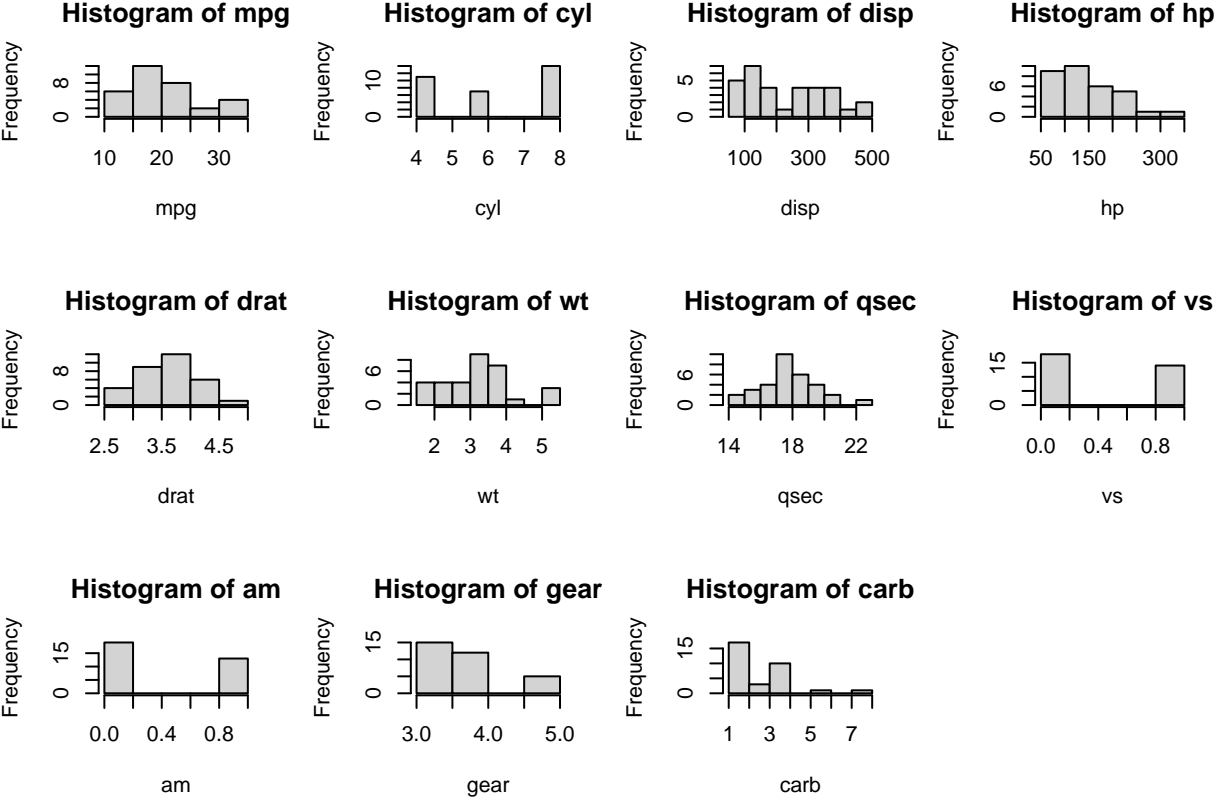 Histogram of mpg
Frequency
0 8
10 20 30
mpg
Histogram of cyl
Frequency
0 10
4 5 6 7 8
cyl
Histogram of disp
Frequency
0 5
100 300 500
disp
Histogram of hp
Frequency
0 6
50 150 300
hp
Histogram of drat
Frequency
0 8
2.5 3.5 4.5
drat
Histogram of wt
Frequency
0 6
2 3 4 5
wt
Histogram of qsec
Frequency
0 6
14 18 22
qsec
Histogram of vs
Frequency
0 15
0.0 0.4 0.8
vs
Histogram of am
Frequency
0 15
0.0 0.4 0.8
am
Histogram of gear
Frequency
0 15
3.0 4.0 5.0
gear
Histogram of carb
Frequency
0 15
1 3 5 7
carb